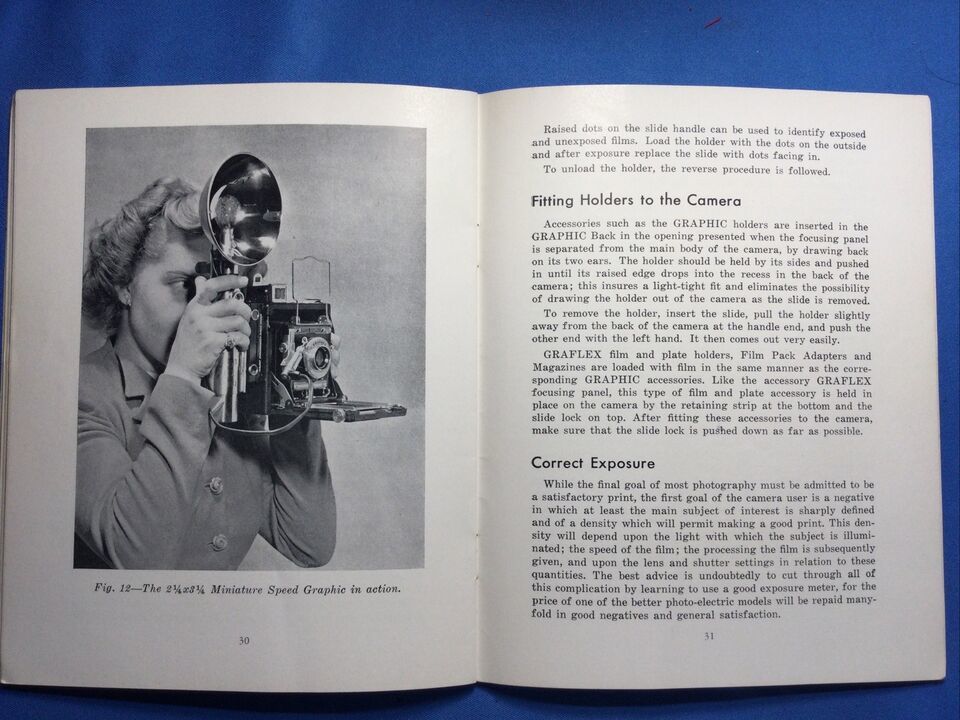 Fig. 12—The 2¼x3¼ Miniature Speed Graphic in action.
30
Raised dots on the slide handle can be used to identify exposed
and unexposed films. Load the holder with the dots on the outside
and after exposure replace the slide with dots facing in.
To unload the holder, the reverse procedure is followed.
Fitting Holders to the Camera
Accessories such as the GRAPHIC holders are inserted in the
GRAPHIC Back in the opening presented when the focusing panel
is separated from the main body of the camera, by drawing back
on its two ears. The holder should be held by its sides and pushed
in until its raised edge drops into the recess in the back of the
camera; this insures a light-tight fit and eliminates the possibility
of drawing the holder out of the camera as the slide is removed.
To remove the holder, insert the slide, pull the holder slightly
away from the back of the camera at the handle end, and push the
other end with the left hand. It then comes out very easily.
GRAFLEX film and plate holders, Film Pack Adapters and
Magazines are loaded with film in the same manner as the corre-
sponding GRAPHIC accessories. Like the accessory GRAFLEX
focusing panel, this type of film and plate accessory is held in
place on the camera by the retaining strip at the bottom and the
slide lock on top. After fitting these accessories to the camera,
make sure that the slide lock is pushed down as far as possible.
Correct Exposure
While the final goal of most photography must be admitted to be
a satisfactory print, the first goal of the camera user is a negative
in which at least the main subject of interest is sharply defined
and of a density which will permit making a good print. This den-
sity will depend upon the light with which the subject is illumi-
nated; the speed of the film; the processing the film is subsequently
given, and upon the lens and shutter settings in relation to these
quantities. The best advice is undoubtedly to cut through all of
this complication by learning to use a good exposure meter, for the
price of one of the better photo-electric models will be repaid many-
fold in good negatives and general satisfaction.
31